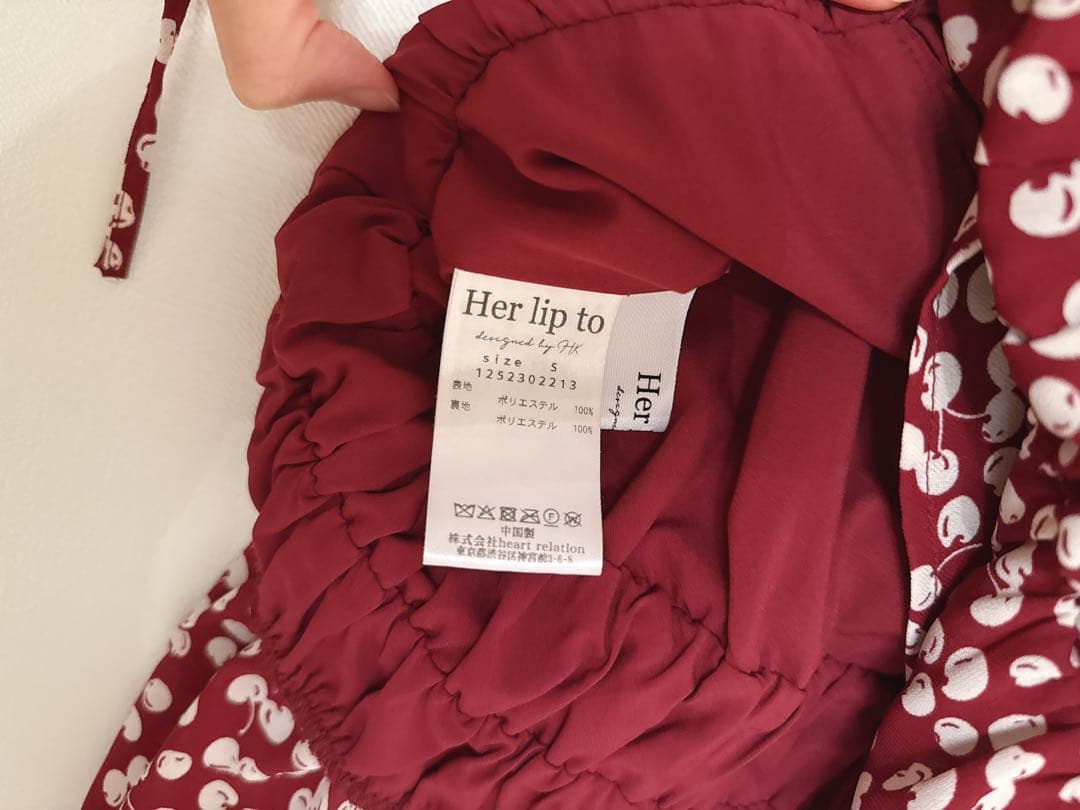 Her lip to
designed by HK
size S
1252302213
表地
ポリエステル 100%
裏地
ポリエステル 100%
中国製
株式会社heart relation
東京都渋谷区神宮前3-6-8
Her
design